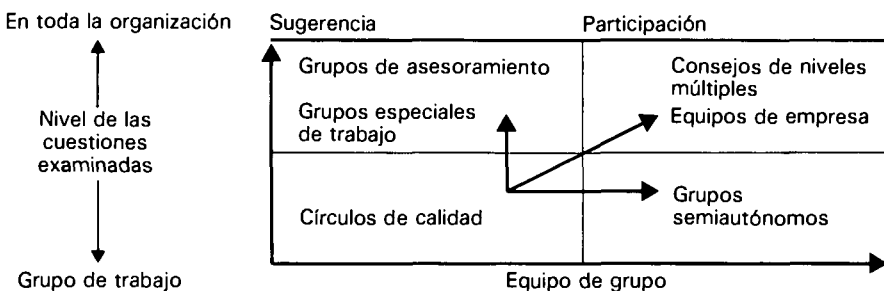 En toda la organización
Sugerencia
Participación
Grupos de asesoramiento
Consejos de niveles
múltiples
Grupos especiales
de trabajo
Equipos de empresa
Nivel de las
cuestiones
examinadas
Círculos de calidad
Grupos
semiautónomos
Grupo de trabajo
Equipo de grupo